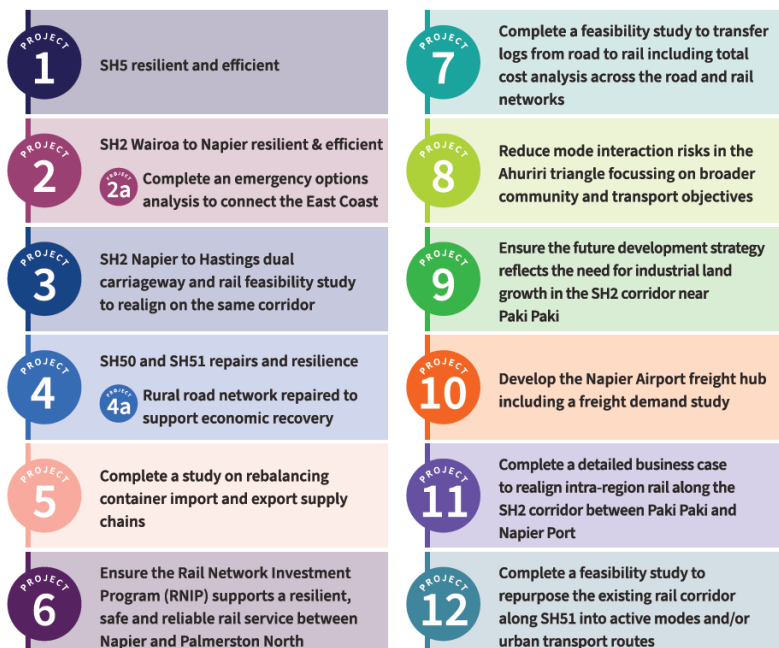 PROJECT
1
SH5 resilient and efficient
PROJECT
2
SH2 Wairoa to Napier resilient & efficient
PROJECT
2a
Complete an emergency options
analysis to connect the East Coast
PROJECT
3
SH2 Napier to Hastings dual
carriageway and rail feasibility study
to realign on the same corridor
PROJECT
4
SH50 and SH51 repairs and resilience
PROJECT
4a
Rural road network repaired to
support economic recovery
PROJECT
5
Complete a study on rebalancing
container import and export supply
chains
PROJECT
6
Ensure the Rail Network Investment
Program (RNIP) supports a resilient,
safe and reliable rail service between
Napier and Palmerston North
PROJECT
7
Complete a feasibility study to transfer
logs from road to rail including total
cost analysis across the road and rail
networks
PROJECT
8
Reduce mode interaction risks in the
Ahuriri triangle focussing on broader
community and transport objectives
PROJECT
9
Ensure the future development strategy
reflects the need for industrial land
growth in the SH2 corridor near
Paki Paki
PROJECT
10
Develop the Napier Airport freight hub
including a freight demand study
PROJECT
11
Complete a detailed business case
to realign intra-region rail along the
SH2 corridor between Paki Paki and
Napier Port
PROJECT
12
Complete a feasibility study to
repurpose the existing rail corridor
along SH51 into active modes and/or
urban transport routes